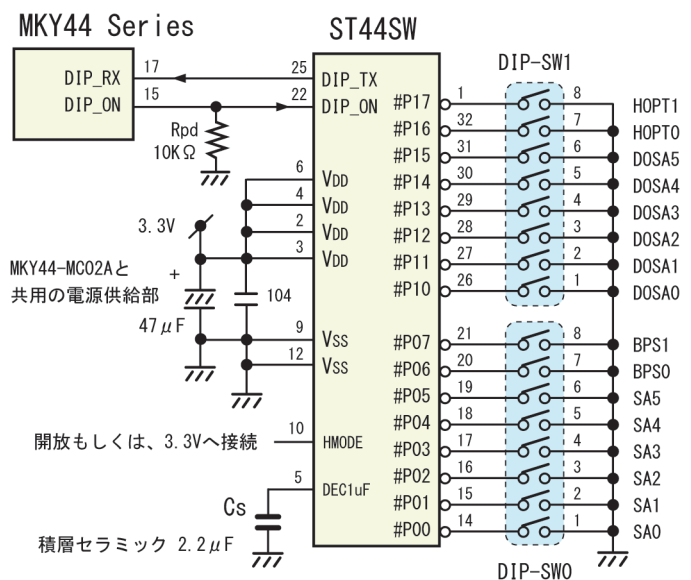 MKY44 Series
ST44SW
DIP-SW1
DIP_RX 17 25 DIP_TX
DIP_ON 15 22 DIP_ON
Rpd
10KΩ
#P17 1 8 HOPT1
#P16 32 7 HOPT0
#P15 31 6 DOSA5
#P14 30 5 DOSA4
#P13 29 4 DOSA3
#P12 28 3 DOSA2
#P11 27 2 DOSA1
#P10 26 1 DOSA0
6 VDD
4 VDD
2 VDD
3 VDD
3.3V
MKY44-MC02Aと
共用の電源供給部
+
47μF
104
9 VSS
12 VSS
#P07 21 8 BPS1
#P06 20 7 BPS0
#P05 19 6 SA5
#P04 18 5 SA4
#P03 17 4 SA3
#P02 16 3 SA2
#P01 15 2 SA1
#P00 14 1 SA0
開放もしくは、3.3Vへ接続
10 HMODE
5 DEC1uF
Cs
積層セラミック 2.2μF
DIP-SW0